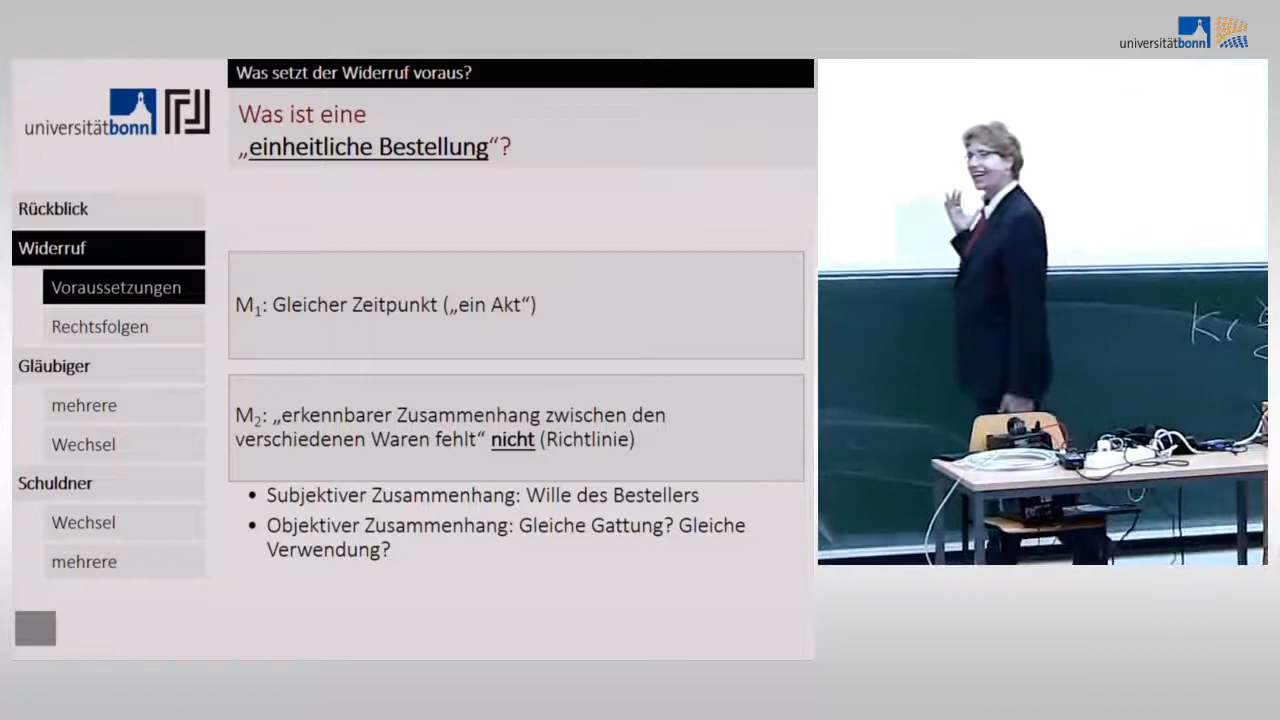 universitätbonn
universitätbonn
Was setzt der Widerruf voraus?
Was ist eine
„einheitliche Bestellung“?
Rückblick
Widerruf
Voraussetzungen
Rechtsfolgen
Gläubiger
mehrere
Wechsel
Schuldner
Wechsel
mehrere
M₁: Gleicher Zeitpunkt („ein Akt“)
M₂: „erkennbarer Zusammenhang zwischen den
verschiedenen Waren fehlt“ nicht (Richtlinie)
• Subjektiver Zusammenhang: Wille des Bestellers
• Objektiver Zusammenhang: Gleiche Gattung? Gleiche
Verwendung?